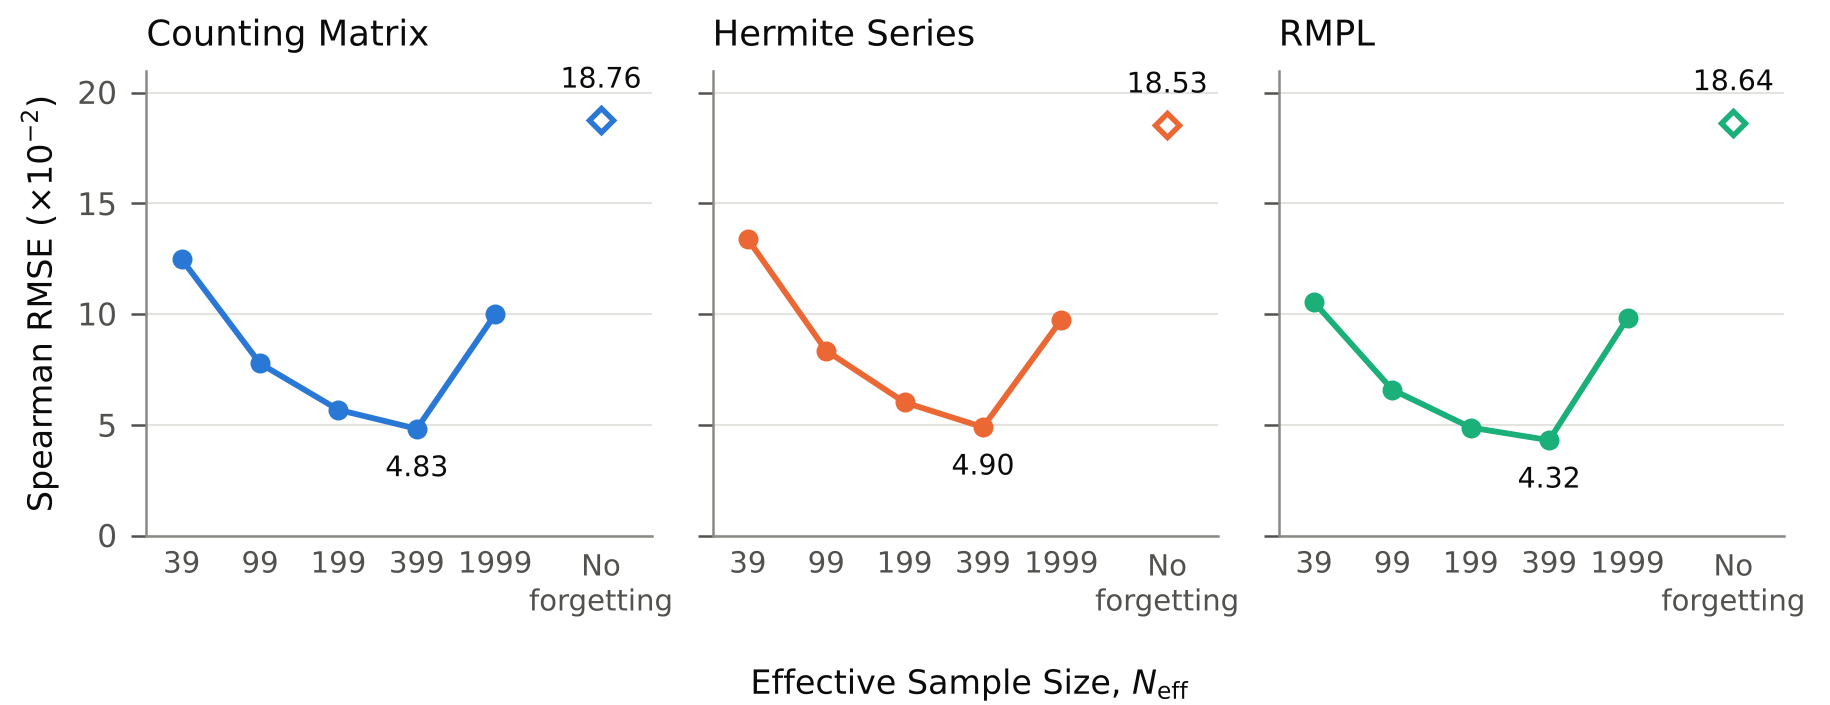 Counting Matrix
Hermite Series
RMPL
Spearman RMSE (×10⁻²)
20
15
10
5
0
18.76
4.83
18.53
4.90
18.64
4.32
39 99 199 399 1999 No forgetting
39 99 199 399 1999 No forgetting
39 99 199 399 1999 No forgetting
Effective Sample Size, N_eff